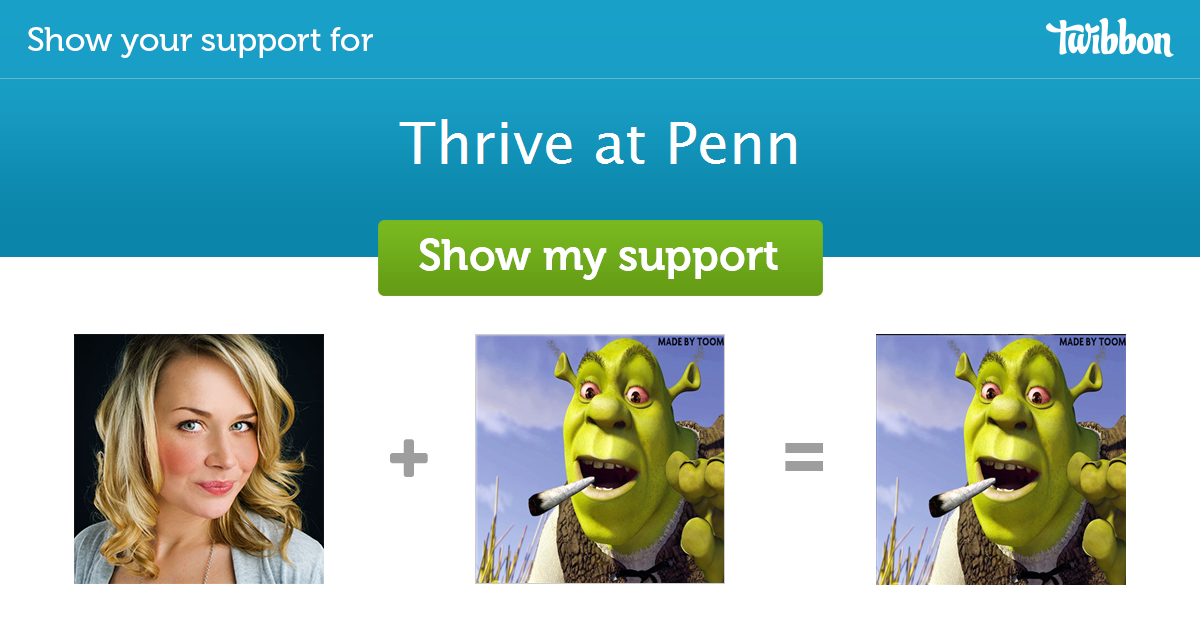 Show your support for
twibbon
Thrive at Penn
Show my support
MADE BY TOOM
MADE BY TOOM